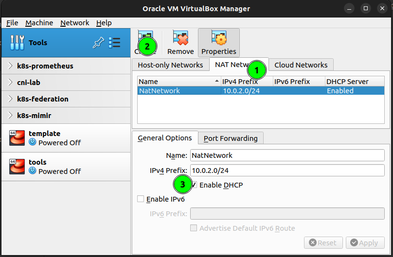 Oracle VM VirtualBox Manager
File Machine Network Help
Tools
2
Remove
Properties
k8s-prometheus
cni-lab
k8s-federation
k8s-mimir
template
Powered Off
tools
Powered Off
Host-only Networks
NAT
1
Cloud Networks
Name
IPv4 Prefix
IPv6 Prefix
DHCP Server
NatNetwork
10.0.2.0/24
Enabled
General Options
Port Forwarding
Name:
NatNetwork
IPv4 Prefix:
10.0.2.0/24
3
Enable DHCP
Enable IPv6
IPv6 Prefix:
Advertise Default IPv6 Route
Reset
Apply